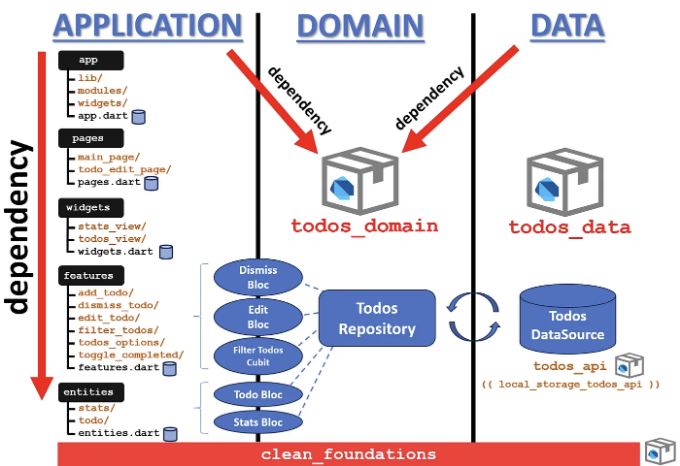 APPLICATION
DOMAIN
DATA
dependency
app
lib/
modules/
widgets/
app.dart
pages
main_page/
todo_edit_page/
pages.dart
widgets
stats_view/
todos_view/
widgets.dart
features
add_todo/
dismiss_todo/
edit_todo/
filter_todos/
todos_options/
toggle_completed/
features.dart
entities
stats/
todo/
entities.dart
dependency
dependency
todos_domain
todos_data
Dismiss
Bloc
Edit
Bloc
Filter Todos
Cubit
Todo Bloc
Stats Bloc
Todos
Repository
Todos
DataSource
todos_api
(( local_storage_todos_api ))
clean_foundations